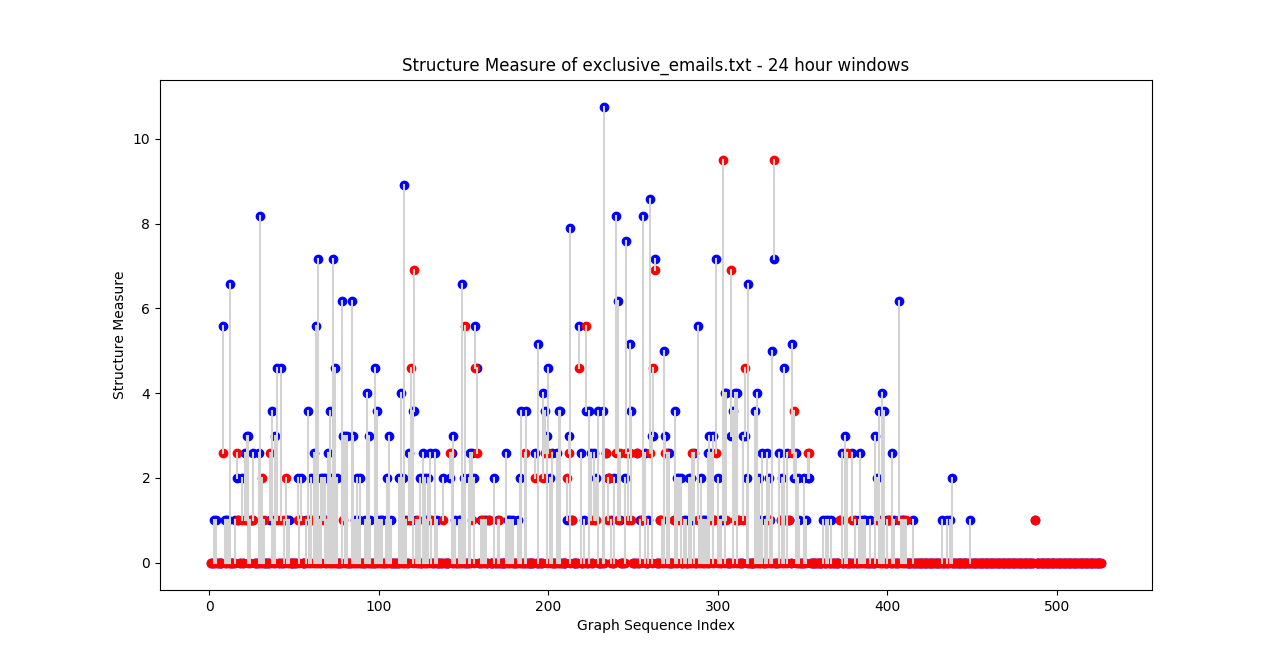 Structure Measure of exclusive_emails.txt - 24 hour windows
Structure Measure
10
8
6
4
2
0
0 100 200 300 400 500
Graph Sequence Index